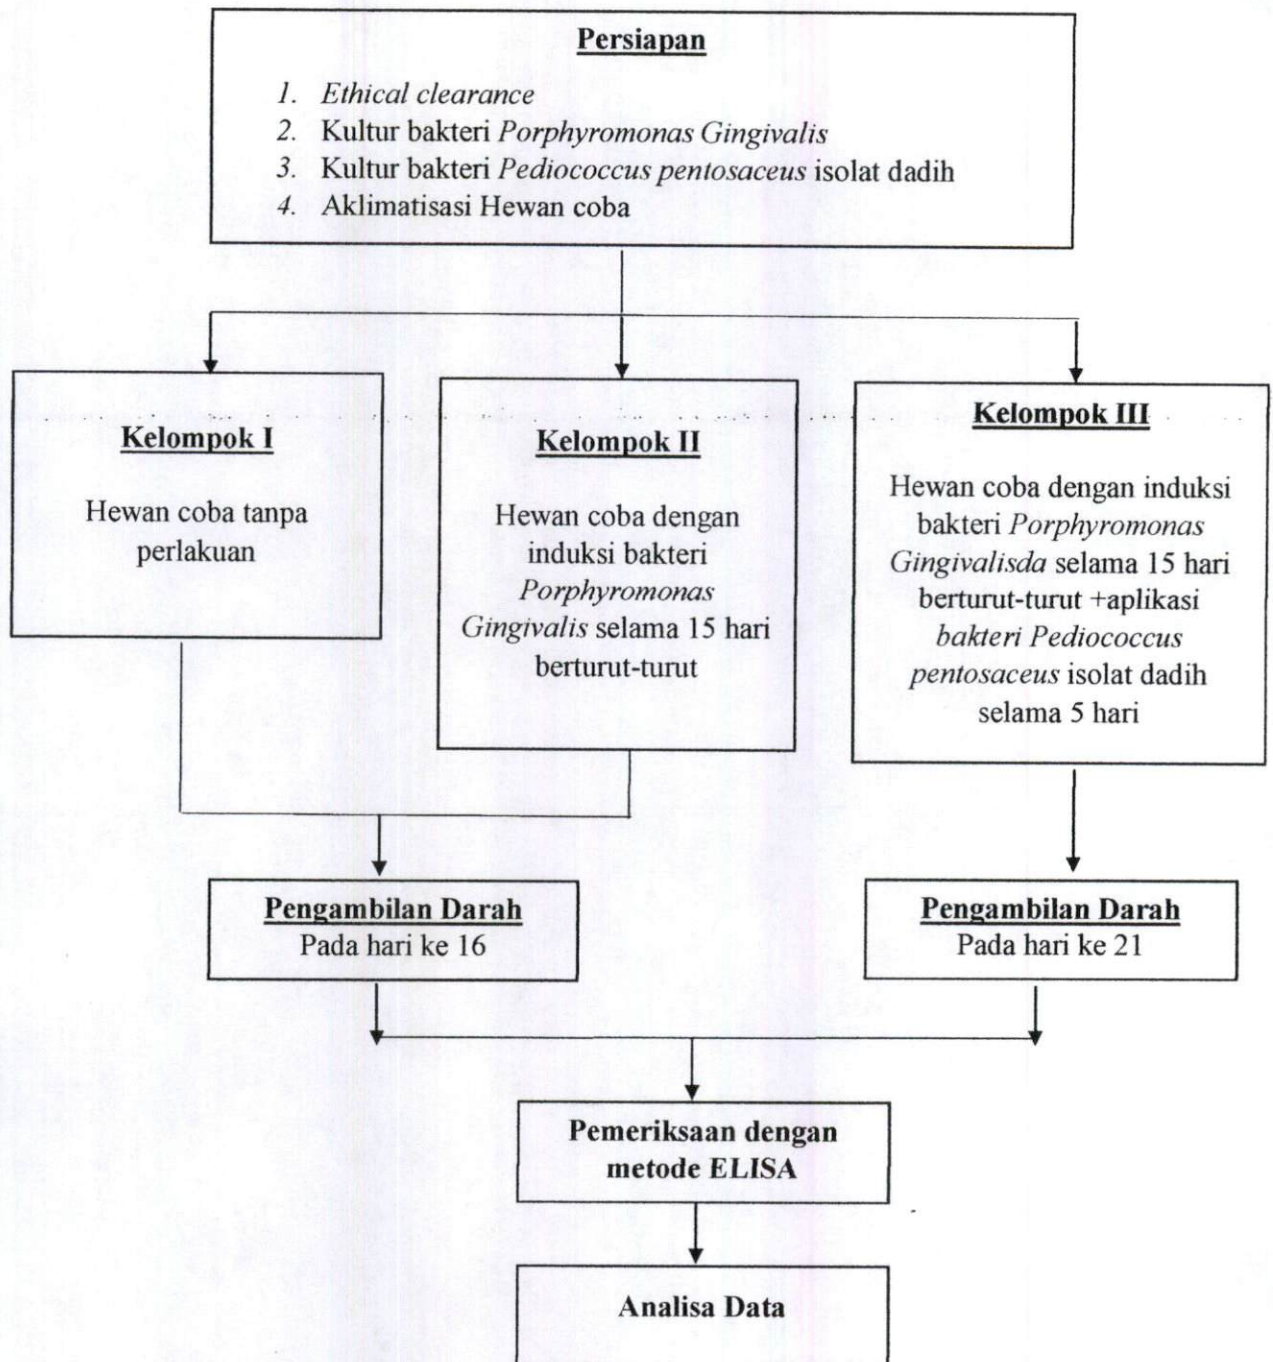 Persiapan
1. Ethical clearance
2. Kultur bakteri Porphyromonas Gingivalis
3. Kultur bakteri Pediococcus pentosaceus isolat dadih
4. Aklimatisasi Hewan coba
Kelompok I
Hewan coba tanpa
perlakuan
Kelompok II
Hewan coba dengan
induksi bakteri
Porphyromonas
Gingivalis selama 15 hari
berturut-turut
Kelompok III
Hewan coba dengan induksi
bakteri Porphyromonas
Gingivalisda selama 15 hari
berturut-turut +aplikasi
bakteri Pediococcus
pentosaceus isolat dadih
selama 5 hari
Pengambilan Darah
Pada hari ke 16
Pengambilan Darah
Pada hari ke 21
Pemeriksaan dengan
metode ELISA
Analisa Data